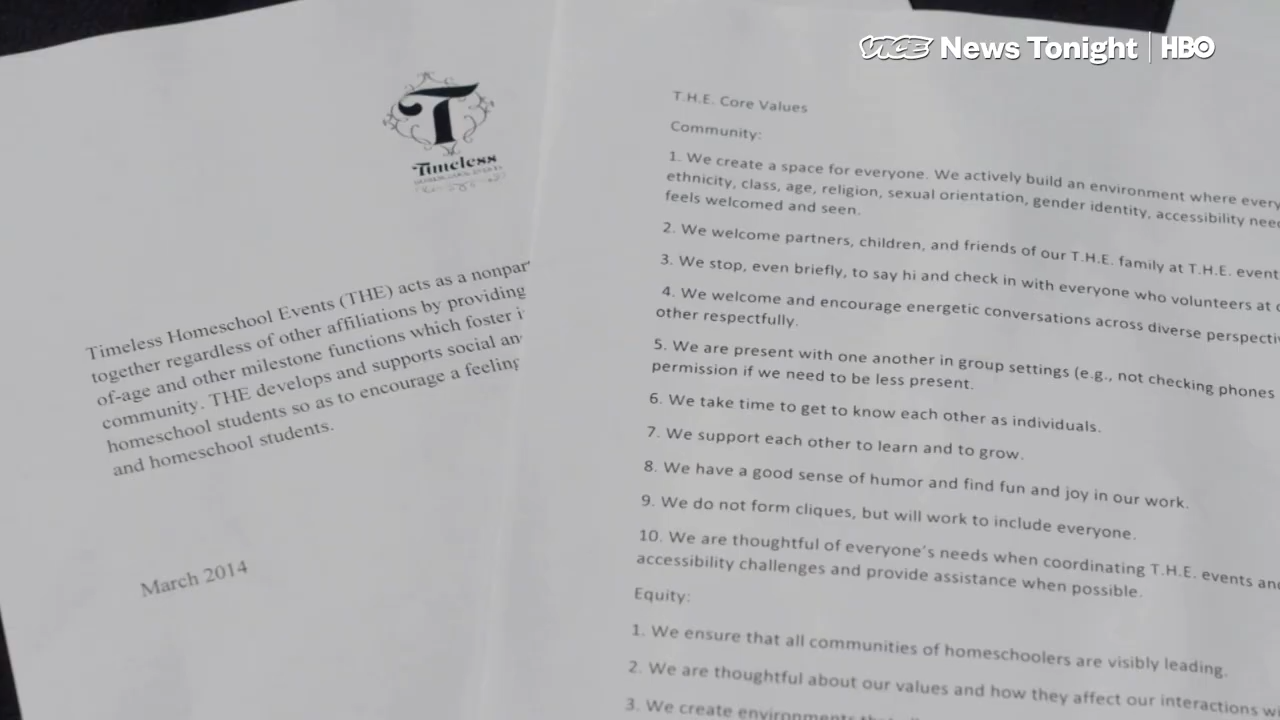 VICE News Tonight | HBO
T
Timeless
Timeless Homeschool Events (THE) acts as a nonpar
together regardless of other affiliations by providing
of-age and other milestone functions which foster i
community. THE develops and supports social an
homeschool students so as to encourage a feeling
and homeschool students.
March 2014
T.H.E. Core Values
Community:
1. We create a space for everyone. We actively build an environment where every
ethnicity, class, age, religion, sexual orientation, gender identity, accessibility need
feels welcomed and seen.
2. We welcome partners, children, and friends of our T.H.E. family at T.H.E. event
3. We stop, even briefly, to say hi and check in with everyone who volunteers at
4. We welcome and encourage energetic conversations across diverse perspecti
other respectfully.
5. We are present with one another in group settings (e.g., not checking phones
permission if we need to be less present.
6. We take time to get to know each other as individuals.
7. We support each other to learn and to grow.
8. We have a good sense of humor and find fun and joy in our work.
9. We do not form cliques, but will work to include everyone.
10. We are thoughtful of everyone's needs when coordinating T.H.E. events and
accessibility challenges and provide assistance when possible.
Equity:
1. We ensure that all communities of homeschoolers are visibly leading.
2. We are thoughtful about our values and how they affect our interactions wi
3. We create environments